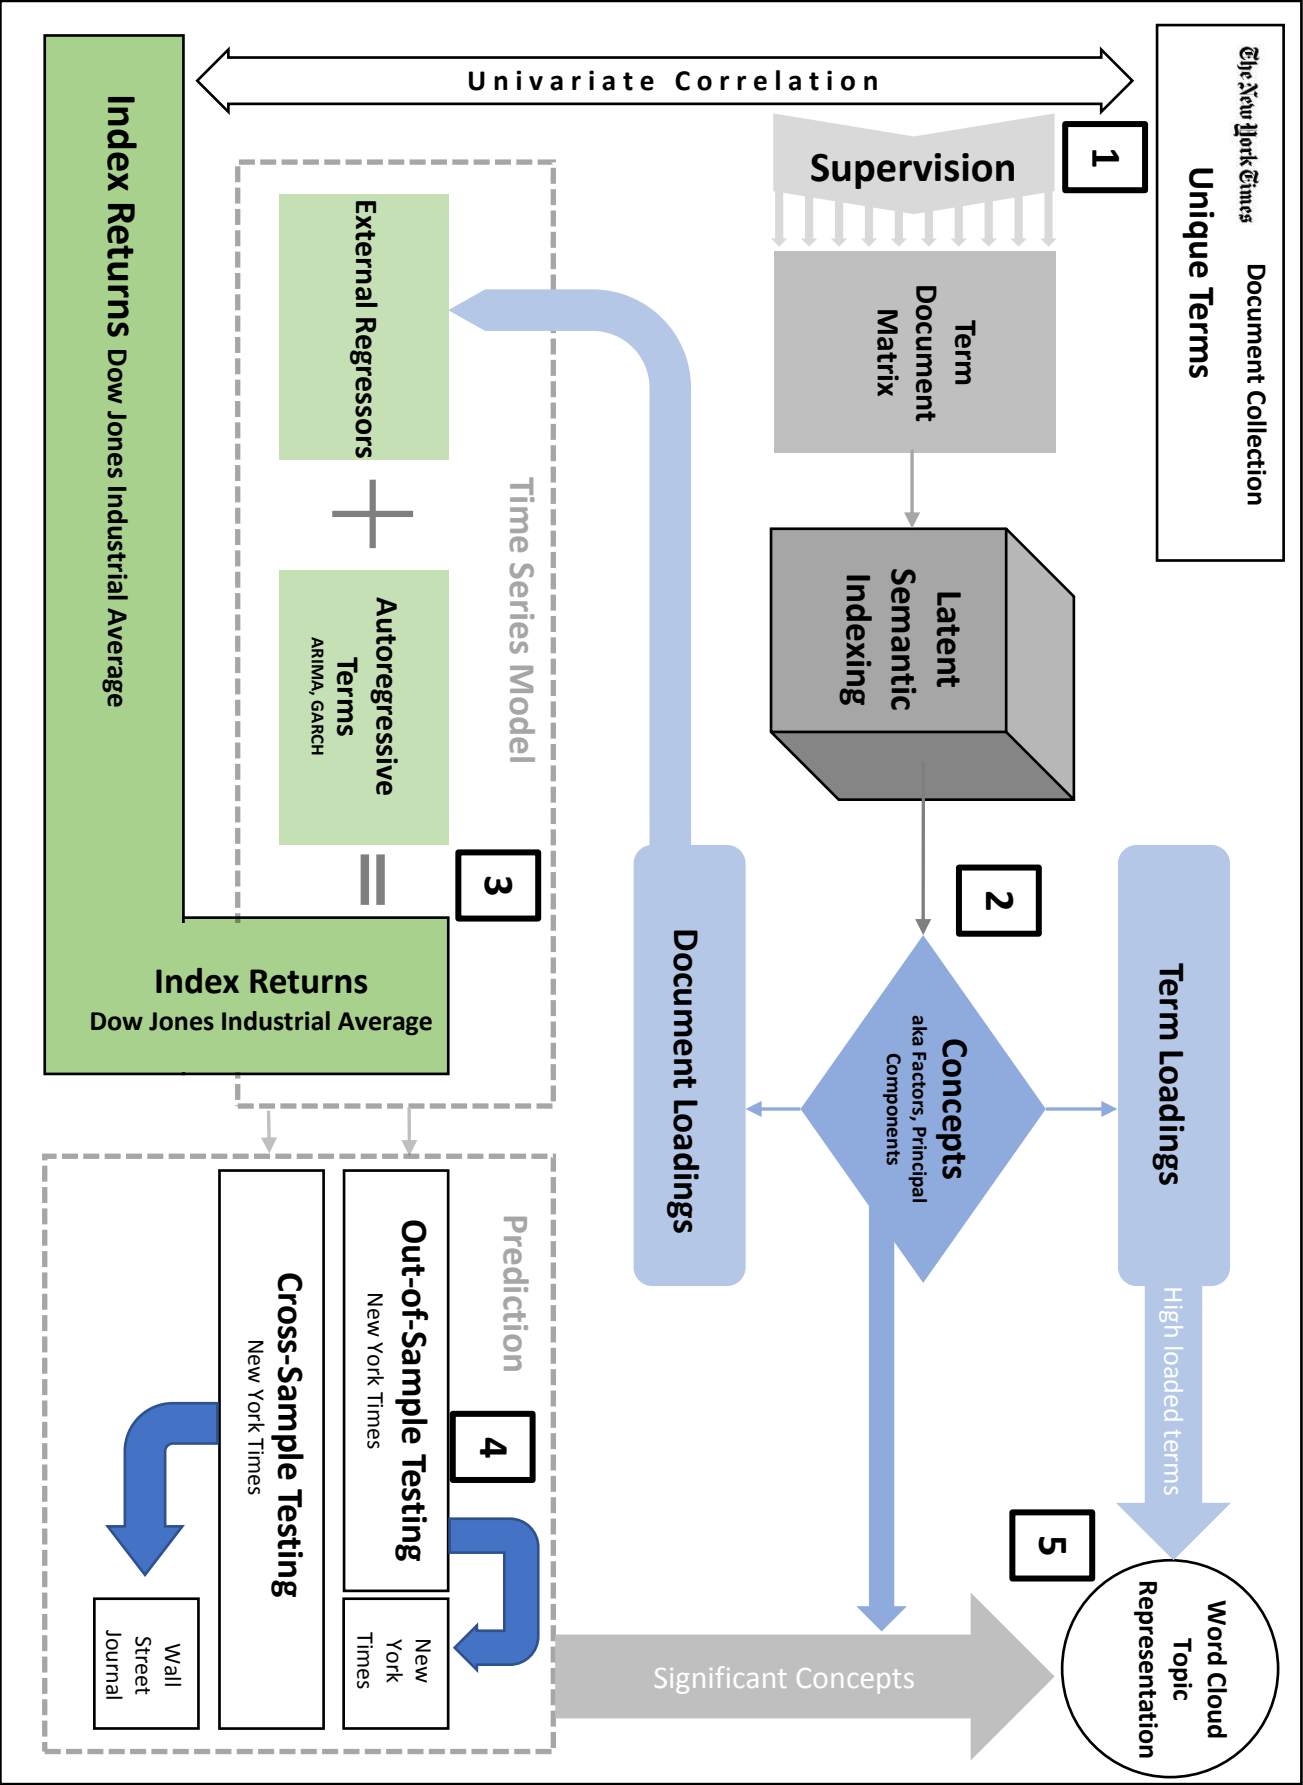 The New York Times
Document Collection
Unique Terms
Univariate Correlation
1
Supervision
Term
Document
Matrix
Latent
Semantic
Indexing
2
Concepts
aka Factors, Principal
Components
Term Loadings
High loaded terms
Document Loadings
Time Series Model
External Regressors
+
Autoregressive
Terms
ARIMA, GARCH
=
3
Index Returns Dow Jones Industrial Average
Index Returns
Dow Jones Industrial Average
Prediction
4
Out-of-Sample Testing
New York Times
New
York
Times
Cross-Sample Testing
New York Times
Wall
Street
Journal
Significant Concepts
5
Word Cloud
Topic
Representation